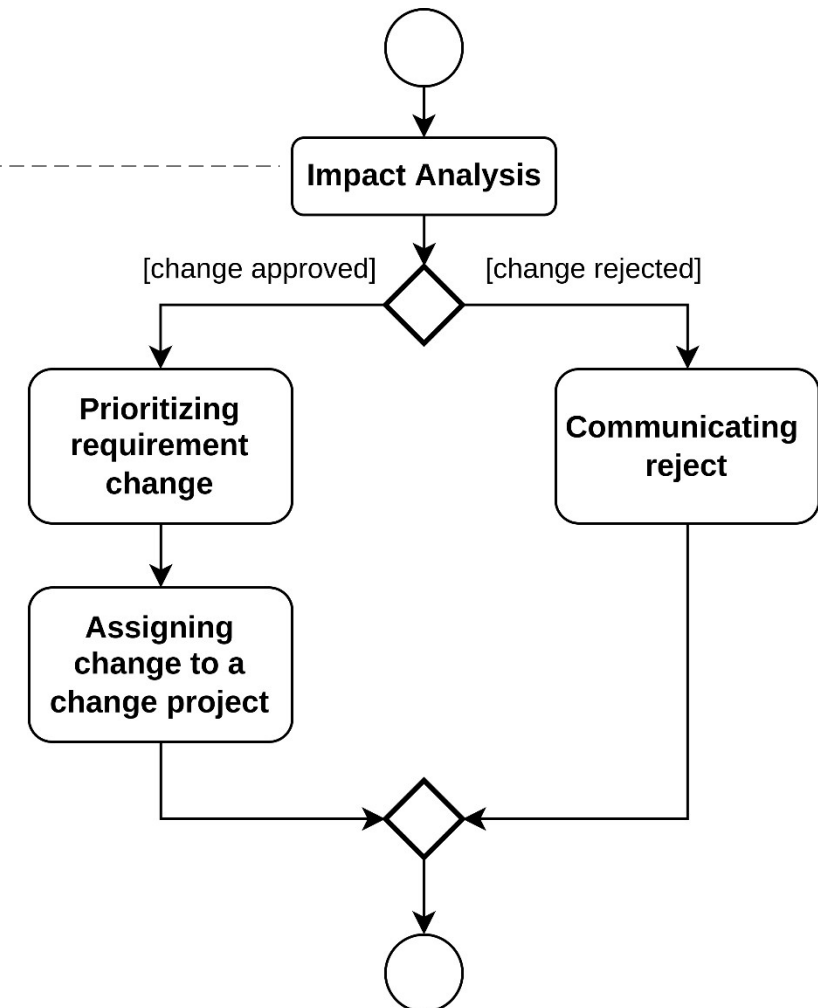 Impact Analysis
[change approved]
[change rejected]
Prioritizing
requirement
change
Communicating
reject
Assigning
change to a
change project